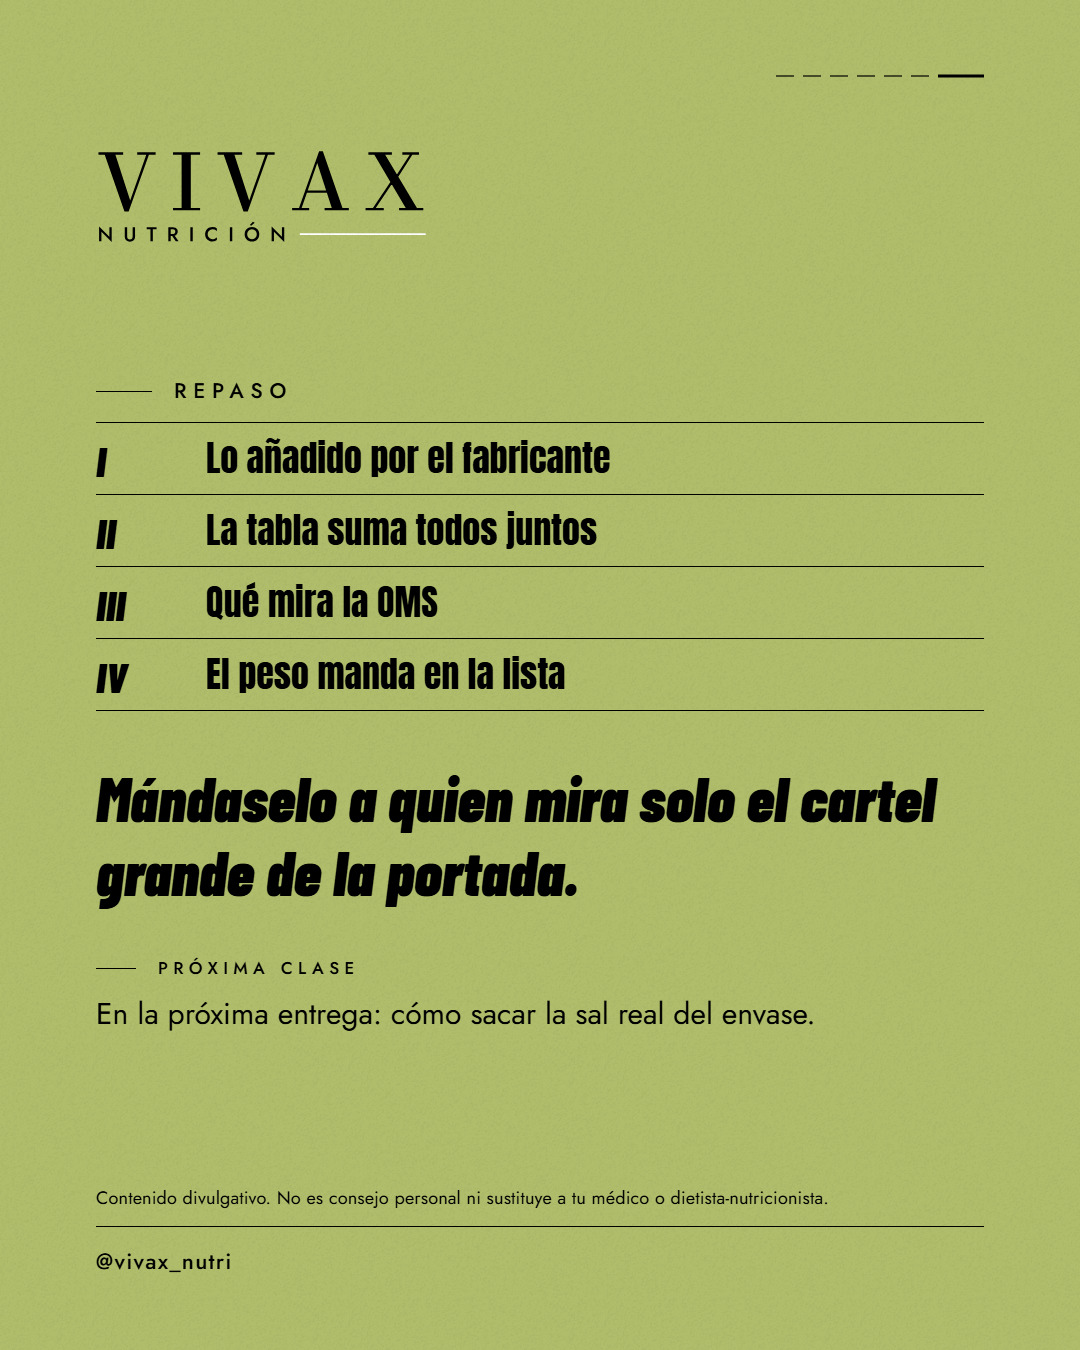 VIVAX
NUTRICIÓN
REPASO
I Lo añadido por el fabricante
II La tabla suma todos juntos
III Qué mira la OMS
IV El peso manda en la lista
Mándaselo a quien mira solo el cartel
grande de la portada.
PRÓXIMA CLASE
En la próxima entrega: cómo sacar la sal real del envase.
Contenido divulgativo. No es consejo personal ni sustituye a tu médico o dietista-nutricionista.
@vivax_nutri